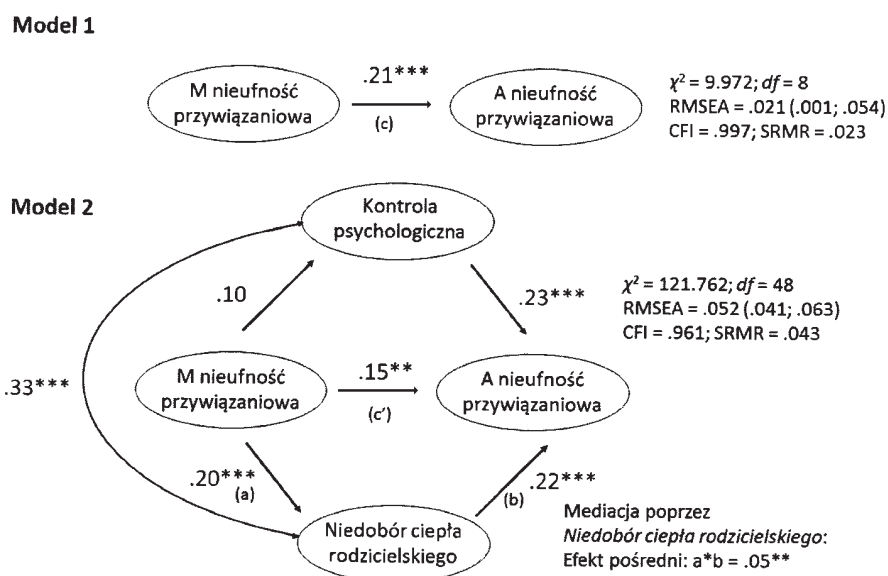 Model 1
M nieufność
przywiązaniowa
.21***
(c)
A nieufność
przywiązaniowa
χ² = 9.972; df = 8
RMSEA = .021 (.001; .054)
CFI = .997; SRMR = .023
Model 2
Kontrola
psychologiczna
.10
.23***
χ² = 121.762; df = 48
RMSEA = .052 (.041; .063)
CFI = .961; SRMR = .043
.33***
M nieufność
przywiązaniowa
.15**
(c’)
A nieufność
przywiązaniowa
.20***
(a)
(b)
.22***
Niedobór ciepła
rodzicielskiego
Mediacja poprzez
Niedobór ciepła rodzicielskiego:
Efekt pośredni: a*b = .05**